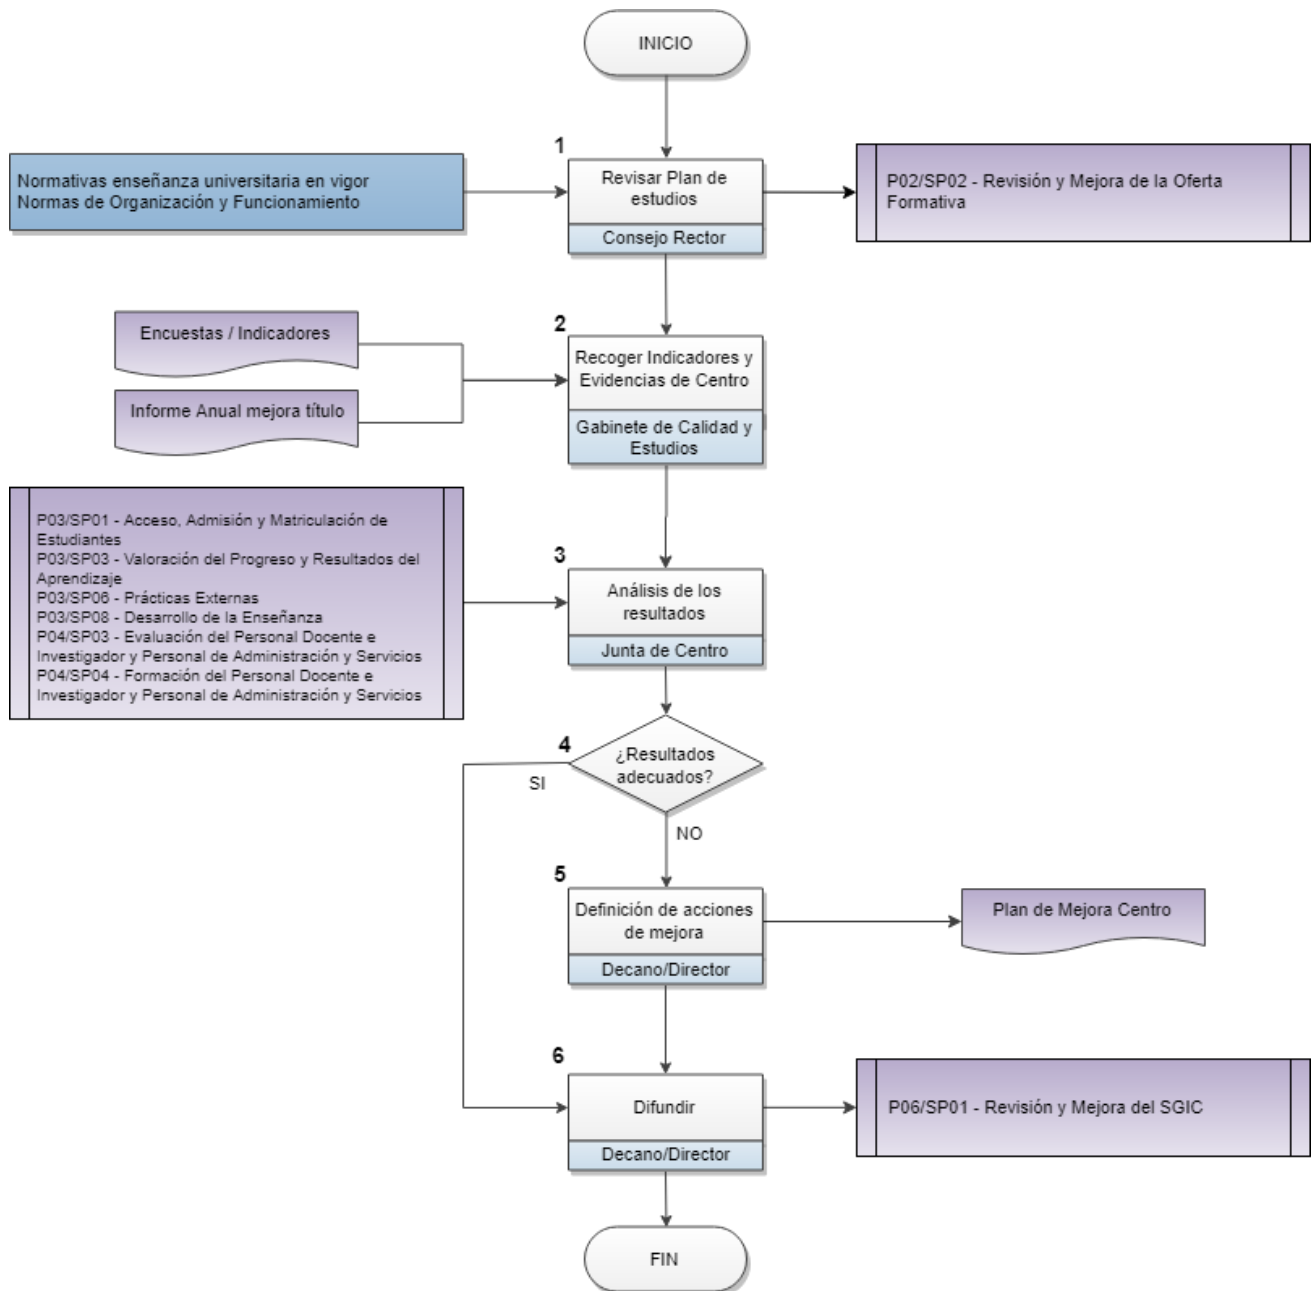 INICIO
1
Normativas enseñanza universitaria en vigor
Normas de Organización y Funcionamiento
Revisar Plan de
estudios
Consejo Rector
P02/SP02 - Revisión y Mejora de la Oferta
Formativa
2
Encuestas / Indicadores
Informe Anual mejora título
Recoger Indicadores y
Evidencias de Centro
Gabinete de Calidad y
Estudios
P03/SP01 - Acceso, Admisión y Matriculación de
Estudiantes
P03/SP03 - Valoración del Progreso y Resultados del
Aprendizaje
P03/SP06 - Prácticas Externas
P03/SP08 - Desarrollo de la Enseñanza
P04/SP03 - Evaluación del Personal Docente e
Investigador y Personal de Administración y Servicios
P04/SP04 - Formación del Personal Docente e
Investigador y Personal de Administración y Servicios
3
Análisis de los
resultados
Junta de Centro
4
¿Resultados
adecuados?
SI
NO
5
Definición de acciones
de mejora
Decano/Director
Plan de Mejora Centro
6
Difundir
Decano/Director
P06/SP01 - Revisión y Mejora del SGIC
FIN